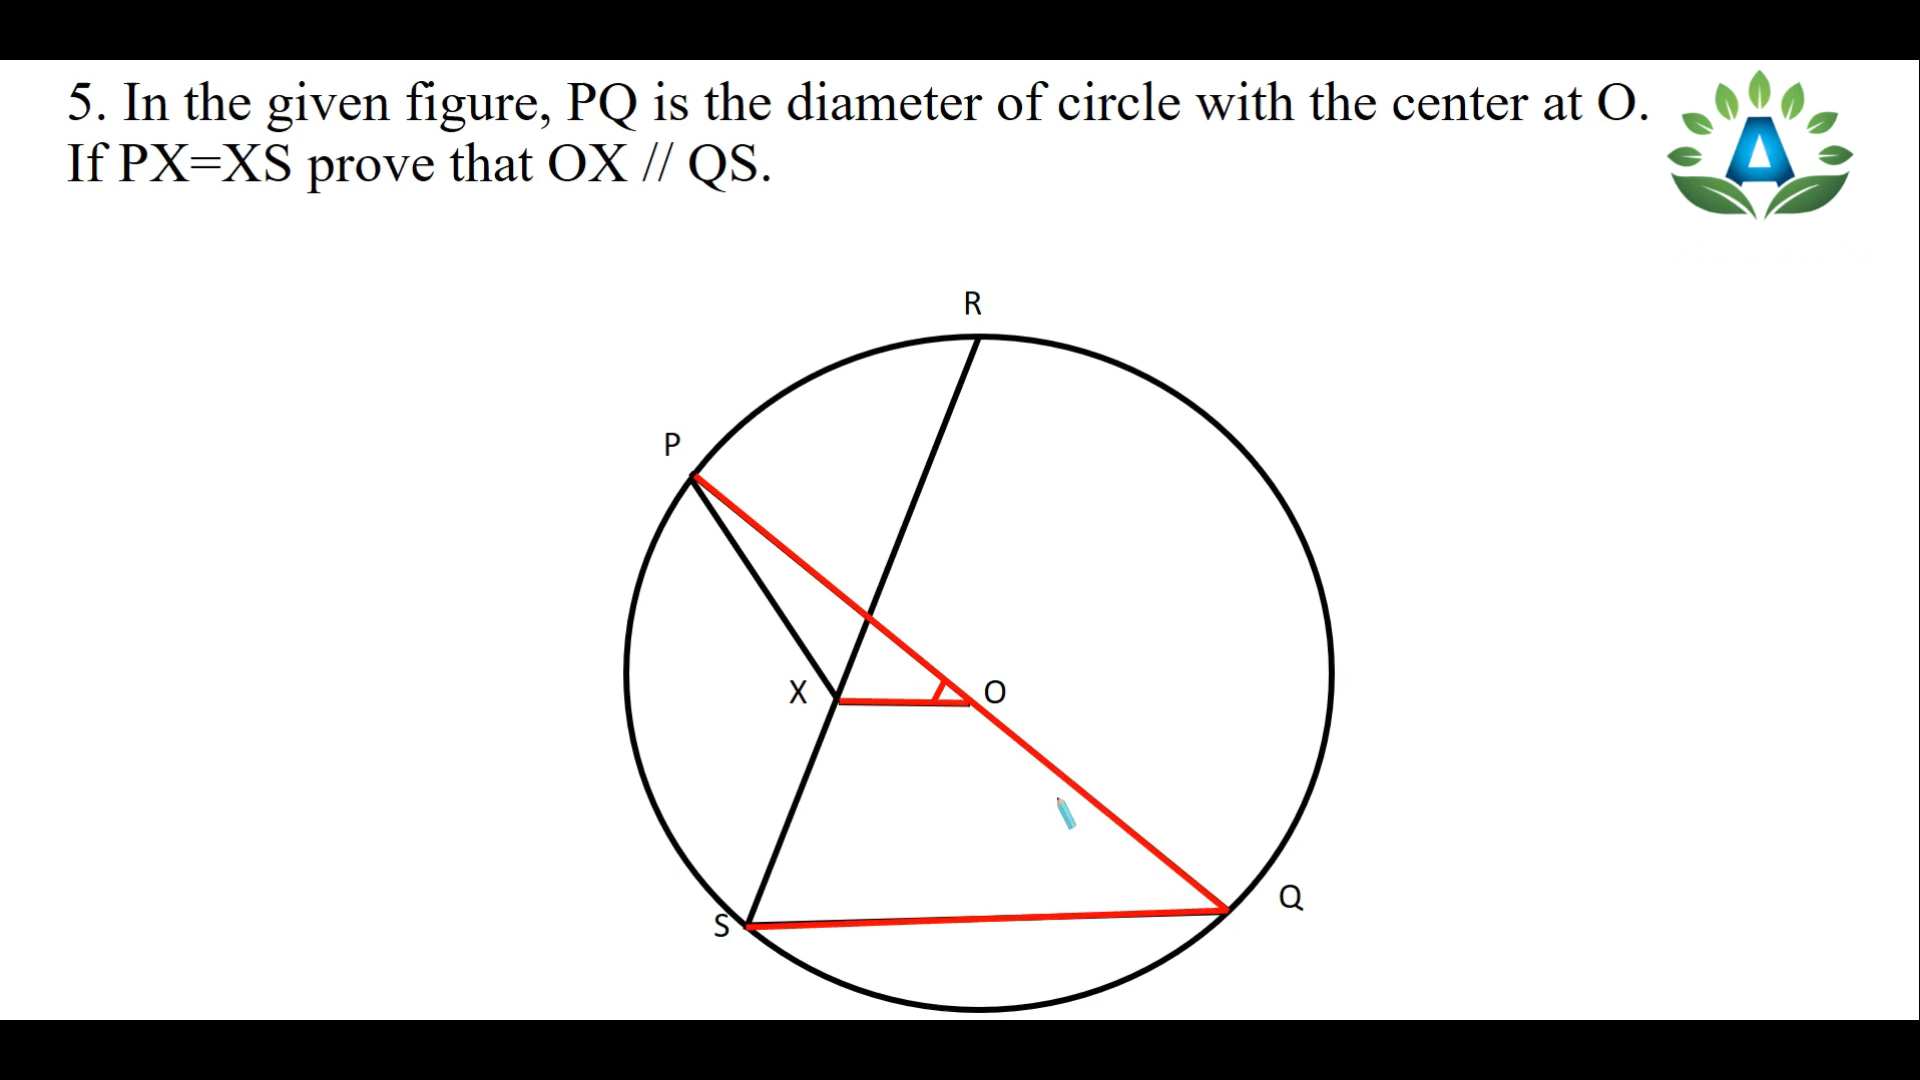 5. In the given figure, PQ is the diameter of circle with the center at O.
If PX=XS prove that OX // QS.
A
R
P
X
O
Q
S